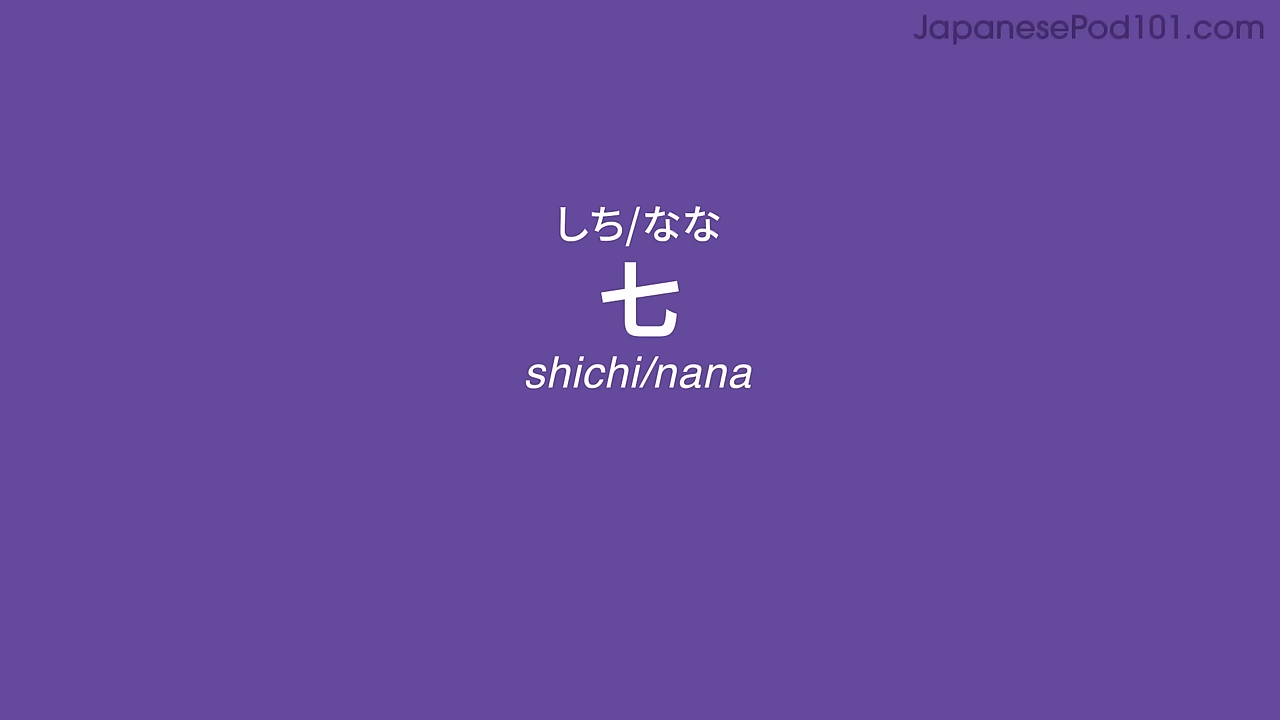 JapanesePod101.com
しち/なな
七
shichi/nana